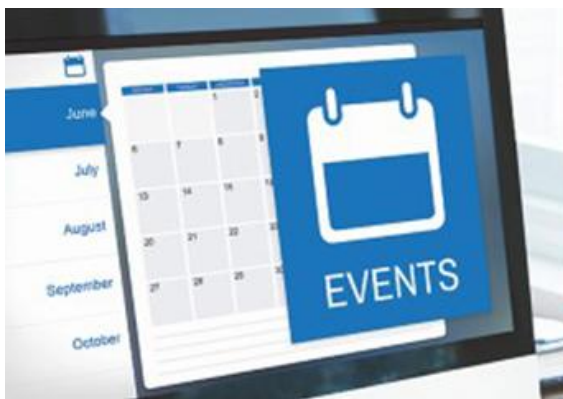 June
July
August
September
October
1 2
6 7 8 9
13 14
20 21 22
27 28 29
EVENTS